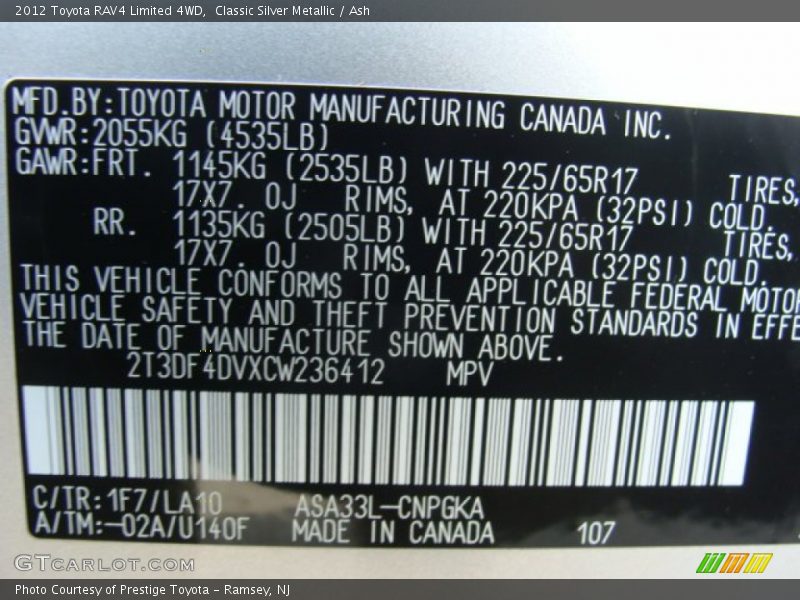 2012 Toyota RAV4 Limited 4WD,  Classic Silver Metallic / Ash
MFD.BY:TOYOTA MOTOR MANUFACTURING CANADA INC.
GVWR:2055KG (4535LB)
GAWR:FRT. 1145KG (2535LB) WITH 225/65R17 TIRES,
17X7.0J RIMS, AT 220KPA (32PSI) COLD.
RR. 1135KG (2505LB) WITH 225/65R17 TIRES,
17X7.0J RIMS, AT 220KPA (32PSI) COLD.
THIS VEHICLE CONFORMS TO ALL APPLICABLE FEDERAL MOTOR
VEHICLE SAFETY AND THEFT PREVENTION STANDARDS IN EFFE
THE DATE OF MANUFACTURE SHOWN ABOVE.
2T3DF4DVXCW236412 MPV
C/TR:1F7/LA10 ASA33L-CNPGKA
A/TM:-02A/U140F MADE IN CANADA 107
GTCARLOT.COM
Photo Courtesy of Prestige Toyota - Ramsey, NJ